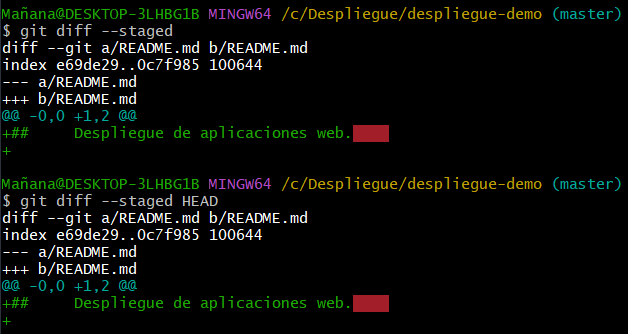 Mañana@DESKTOP-3LHBG1B MINGW64 /c/Despliegue/despliegue-demo (master)
$ git diff --staged
diff --git a/README.md b/README.md
index e69de29..0c7f985 100644
--- a/README.md
+++ b/README.md
@@ -0,0 +1,2 @@
+##     Despliegue de aplicaciones web.
+
Mañana@DESKTOP-3LHBG1B MINGW64 /c/Despliegue/despliegue-demo (master)
$ git diff --staged HEAD
diff --git a/README.md b/README.md
index e69de29..0c7f985 100644
--- a/README.md
+++ b/README.md
@@ -0,0 +1,2 @@
+##     Despliegue de aplicaciones web.
+